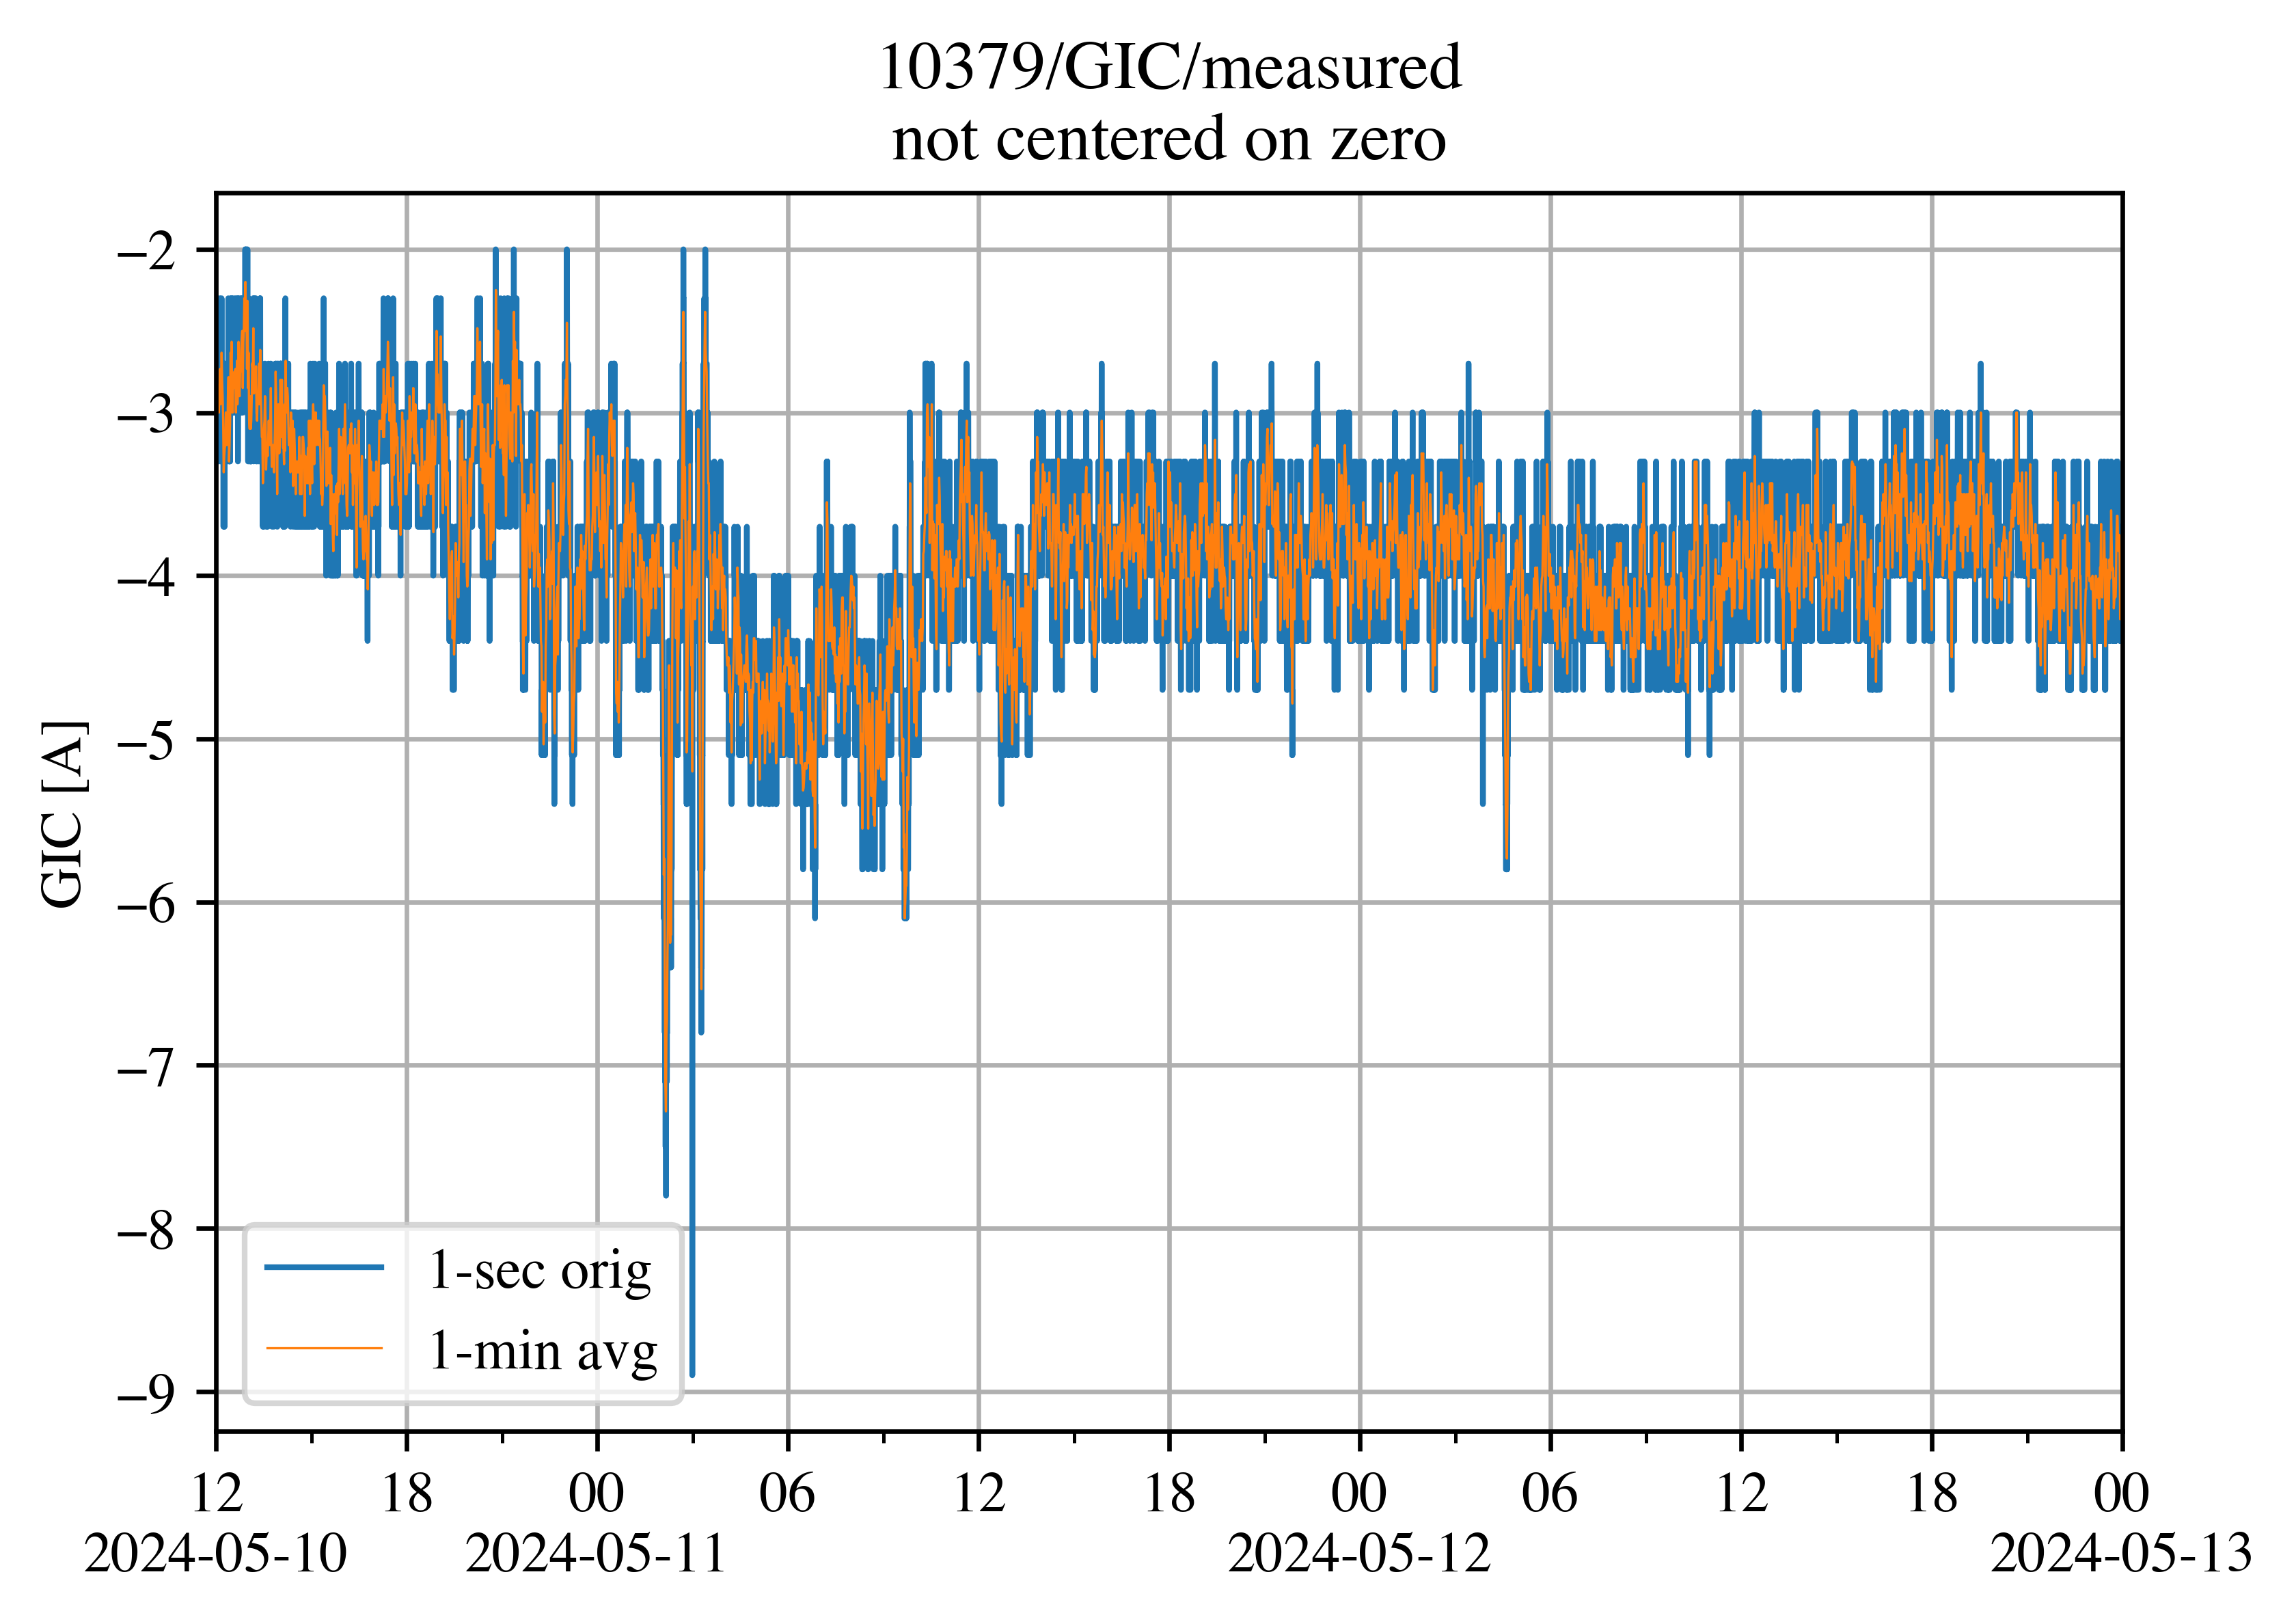 10379/GIC/measured
not centered on zero
GIC [A]
−2
−3
−4
−5
−6
−7
−8
−9
1-sec orig
1-min avg
12 18 00 06 12 18 00 06 12 18 00
2024-05-10 2024-05-11 2024-05-12 2024-05-13